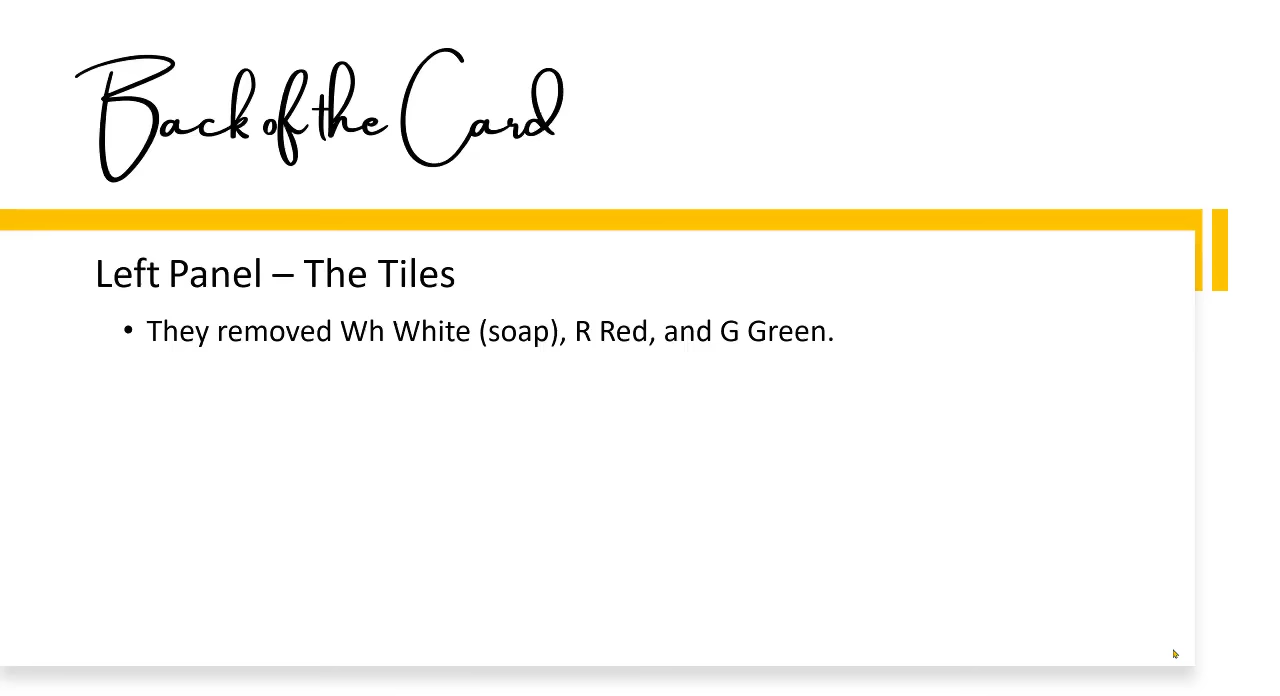 Back of the Card
Left Panel – The Tiles
• They removed Wh White (soap), R Red, and G Green.